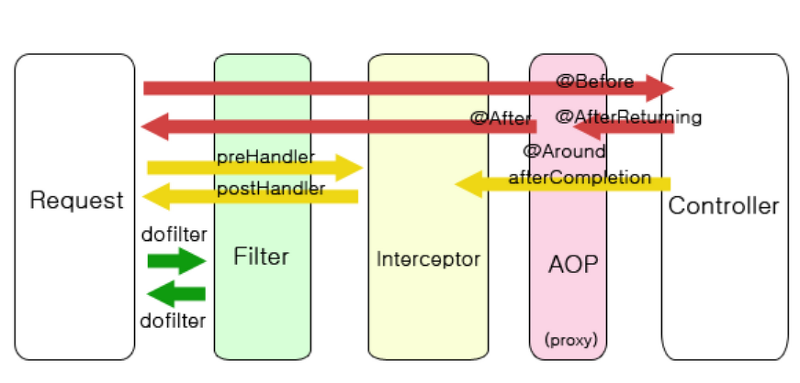 @Before
@After
@AfterReturning
@Around
preHandler
postHandler
afterCompletion
Request
Controller
dofilter
Filter
Interceptor
AOP
dofilter
(proxy)